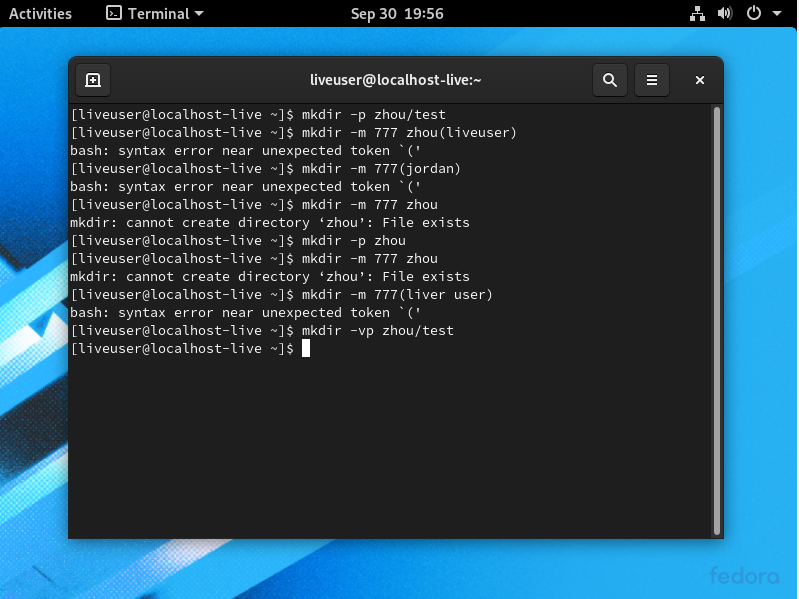 Activities
Terminal
Sep 30 19:56
liveuser@localhost-live:~
[liveuser@localhost-live ~]$ mkdir -p zhou/test
[liveuser@localhost-live ~]$ mkdir -m 777 zhou(liveuser)
bash: syntax error near unexpected token `('
[liveuser@localhost-live ~]$ mkdir -m 777(jordan)
bash: syntax error near unexpected token `('
[liveuser@localhost-live ~]$ mkdir -m 777 zhou
mkdir: cannot create directory ‘zhou’: File exists
[liveuser@localhost-live ~]$ mkdir -p zhou
[liveuser@localhost-live ~]$ mkdir -m 777 zhou
mkdir: cannot create directory ‘zhou’: File exists
[liveuser@localhost-live ~]$ mkdir -m 777(liver user)
bash: syntax error near unexpected token `('
[liveuser@localhost-live ~]$ mkdir -vp zhou/test
[liveuser@localhost-live ~]$
fedora